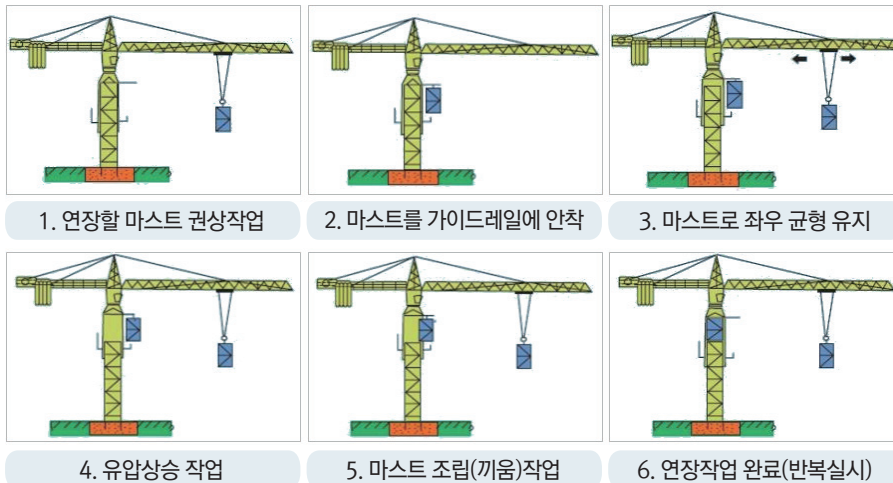 1. 연장할 마스트 권상작업
2. 마스트를 가이드레일에 안착
3. 마스트로 좌우 균형 유지
4. 유압상승 작업
5. 마스트 조립(끼움)작업
6. 연장작업 완료(반복실시)